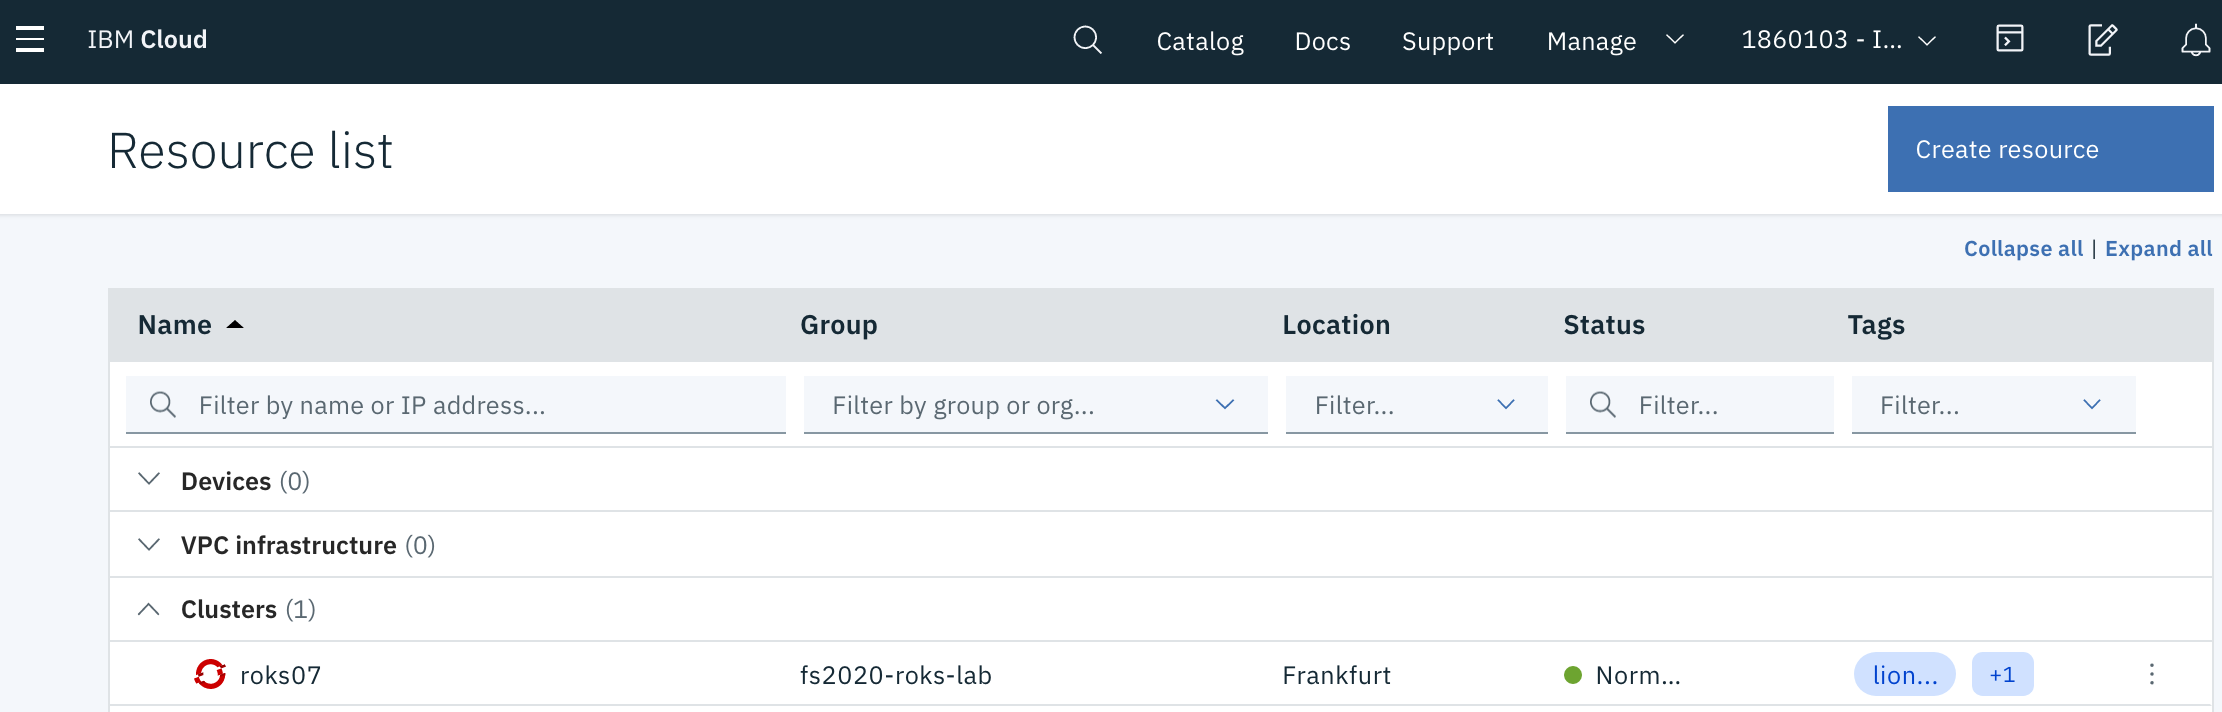 IBM Cloud Catalog Docs Support Manage 1860103 - I...
Resource list
Create resource
Collapse all | Expand all
Name Group Location Status Tags
Filter by name or IP address... Filter by group or org... Filter... Filter... Filter...
Devices (0)
VPC infrastructure (0)
Clusters (1)
roks07 fs2020-roks-lab Frankfurt Norm... lion... +1